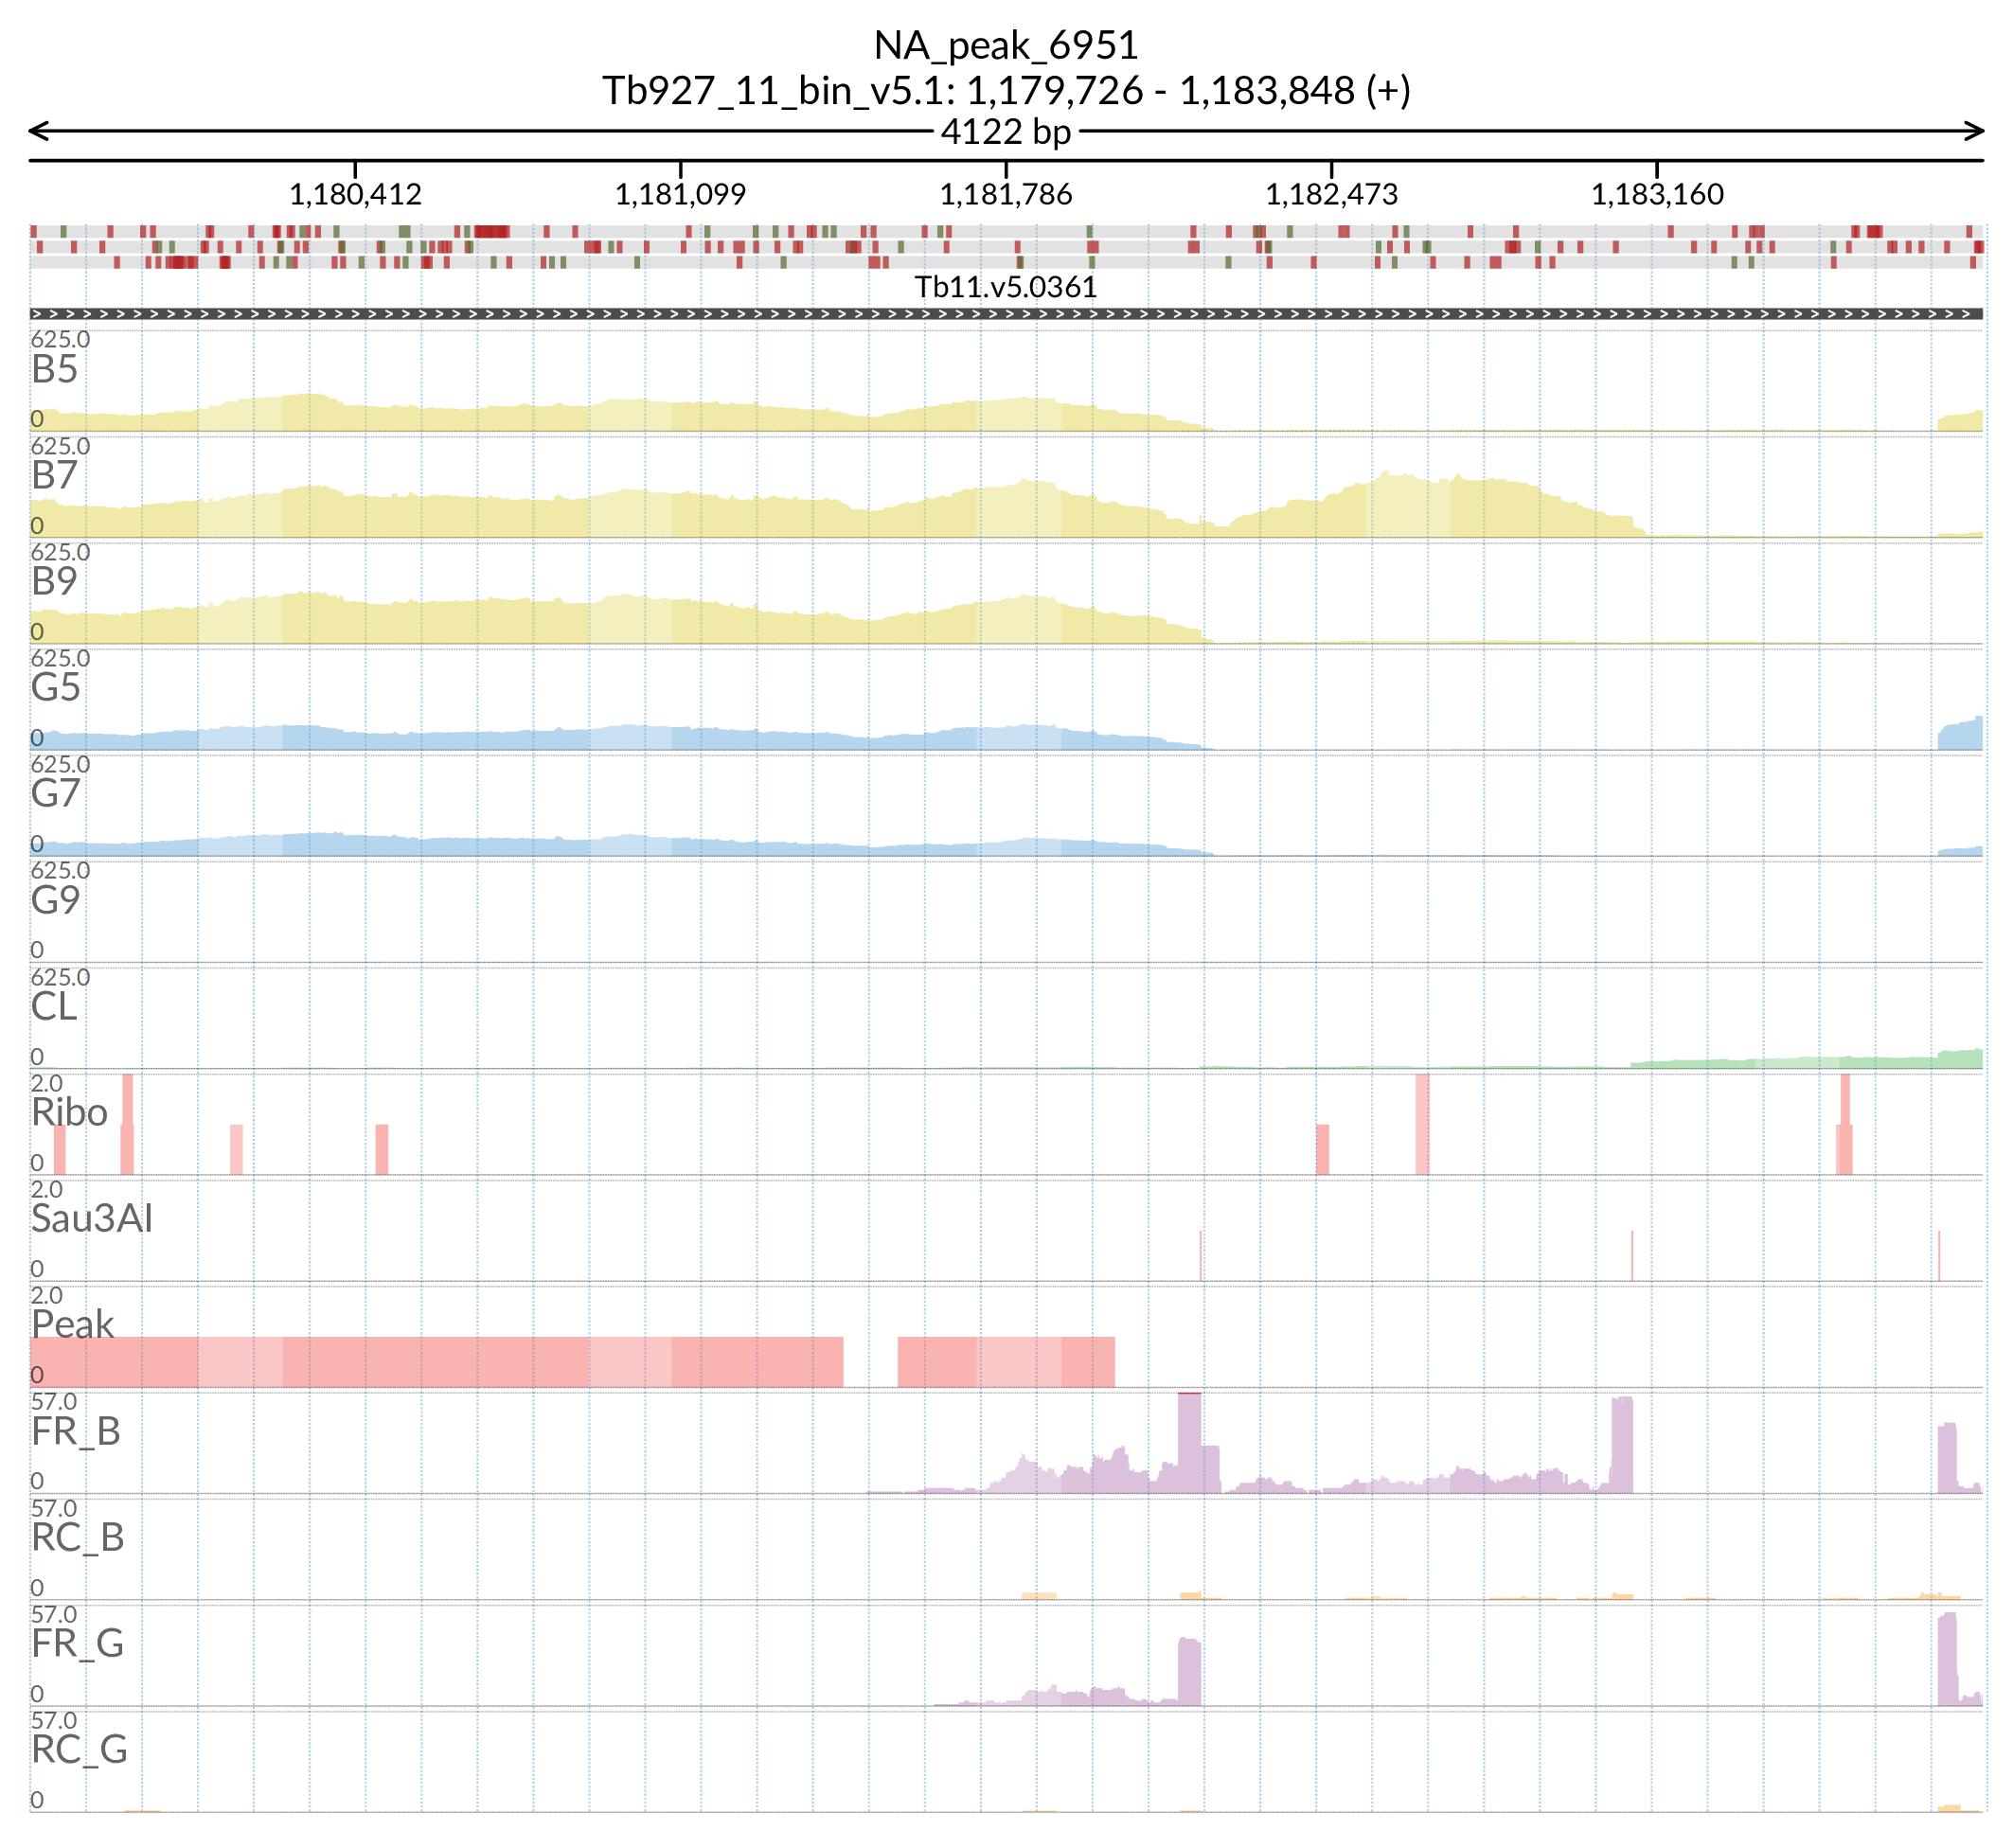 NA_peak_6951
Tb927_11_bin_v5.1: 1,179,726 - 1,183,848 (+)
4122 bp
1,180,412 1,181,099 1,181,786 1,182,473 1,183,160
Tb11.v5.0361
625.0
B5
0
625.0
B7
0
625.0
B9
0
625.0
G5
0
625.0
G7
0
625.0
G9
0
625.0
CL
0
2.0
Ribo
0
2.0
Sau3AI
0
2.0
Peak
0
57.0
FR_B
0
57.0
RC_B
0
57.0
FR_G
0
57.0
RC_G
0